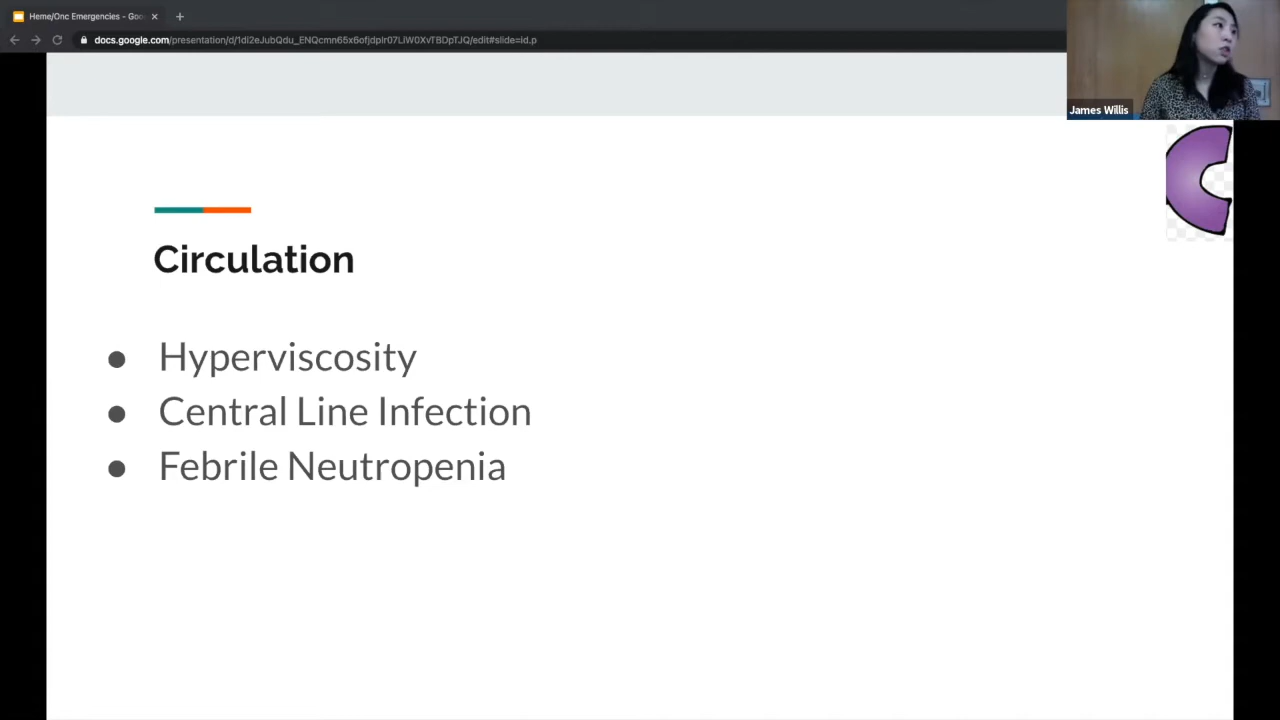 Heme/Onc Emergencies - Goo
docs.google.com/presentation/d/1di2eJubQdu_ENQcmn65x6ofjdpIr07LIW0XvTBDpTJQ/edit#slide=id.p
James Willis
C
Circulation
● Hyperviscosity
● Central Line Infection
● Febrile Neutropenia